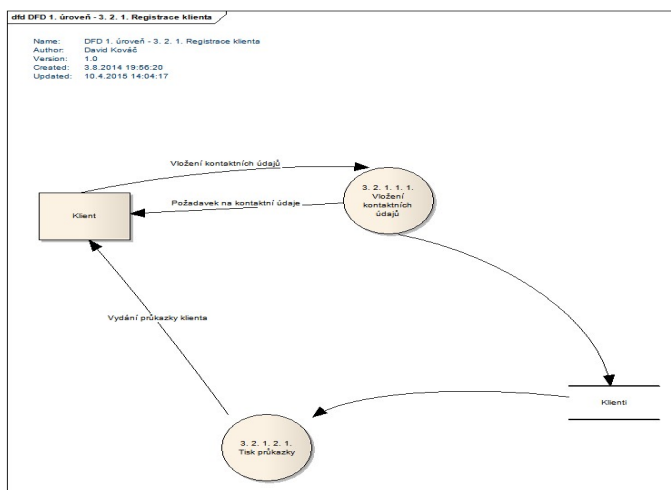 dfd DFD 1. úroveň - 3. 2. 1. Registrace klienta
Name: DFD 1. úroveň - 3. 2. 1. Registrace klienta
Author: David Kováč
Version: 1.0
Created: 3.8.2014 19:56:20
Updated: 10.4.2015 14:04:17
Vložení kontaktních údajů
3. 2. 1. 1. 1.
Vložení
kontaktních
údajů
Požadavek na kontaktní údaje
Klient
Vydání průkazky klienta
Klienti
3. 2. 1. 2. 1.
Tisk průkazky